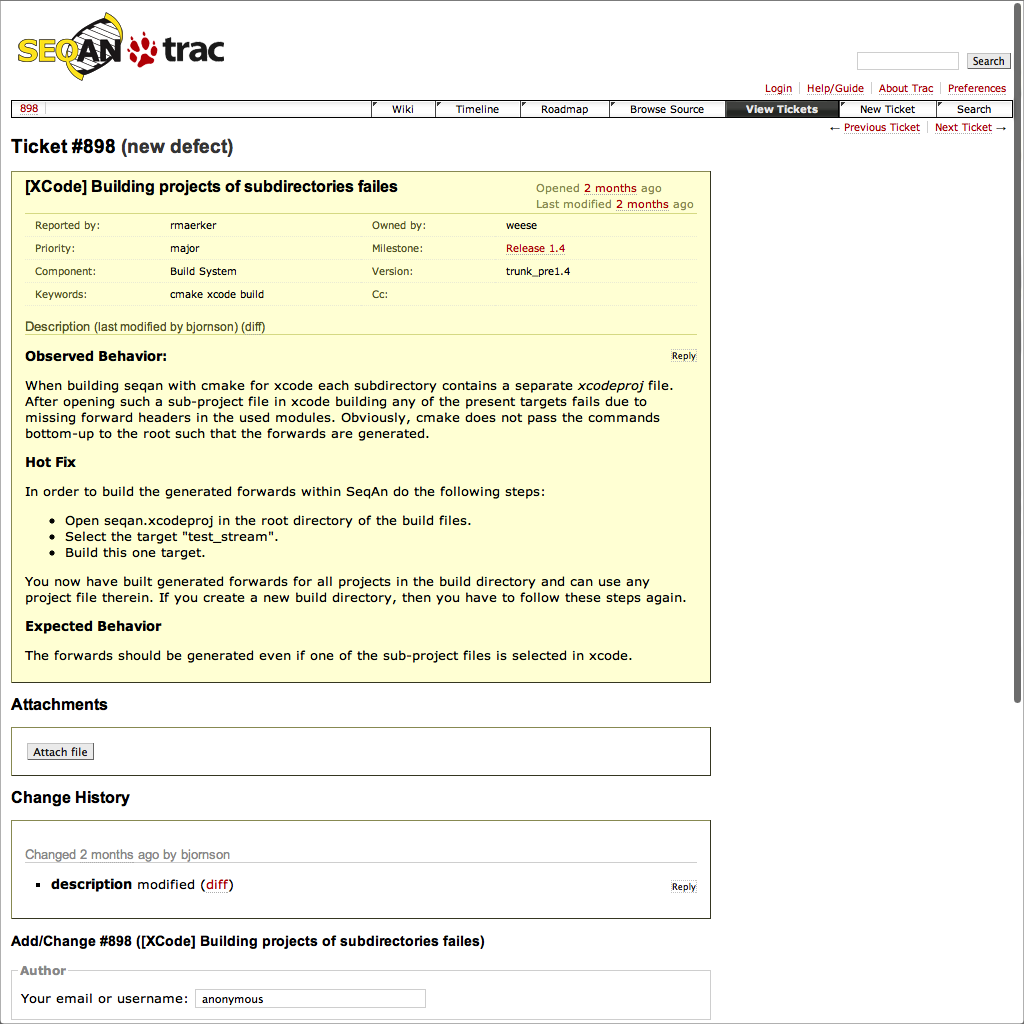 SEQAN trac
Search
Login Help/Guide About Trac Preferences
898 Wiki Timeline Roadmap Browse Source View Tickets New Ticket Search
← Previous Ticket Next Ticket →
Ticket #898 (new defect)
[XCode] Building projects of subdirectories failes
Opened 2 months ago
Last modified 2 months ago
Reported by: rmaerker Owned by: weese
Priority: major Milestone: Release 1.4
Component: Build System Version: trunk_pre1.4
Keywords: cmake xcode build Cc:
Description (last modified by bjornson) (diff)
Observed Behavior: Reply
When building seqan with cmake for xcode each subdirectory contains a separate xcodeproj file.
After opening such a sub-project file in xcode building any of the present targets fails due to
missing forward headers in the used modules. Obviously, cmake does not pass the commands
bottom-up to the root such that the forwards are generated.
Hot Fix
In order to build the generated forwards within SeqAn do the following steps:
• Open seqan.xcodeproj in the root directory of the build files.
• Select the target "test_stream".
• Build this one target.
You now have built generated forwards for all projects in the build directory and can use any
project file therein. If you create a new build directory, then you have to follow these steps again.
Expected Behavior
The forwards should be generated even if one of the sub-project files is selected in xcode.
Attachments
Attach file
Change History
Changed 2 months ago by bjornson
▪ description modified (diff) Reply
Add/Change #898 ([XCode] Building projects of subdirectories failes)
Author
Your email or username: anonymous